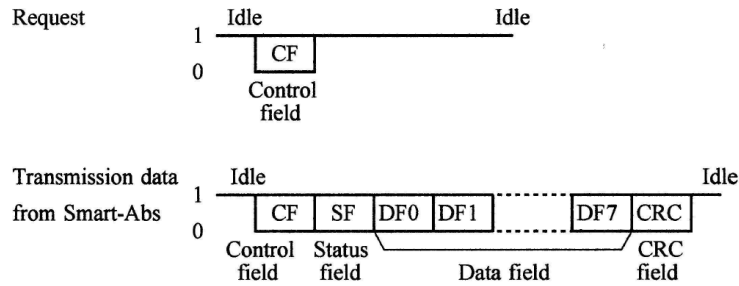 Request
Idle
Idle
1
CF
0
Control
field
Transmission data
Idle
Idle
from Smart-Abs
1
CF SF DF0 DF1 DF7 CRC
0
Control Status Data field CRC
field field field